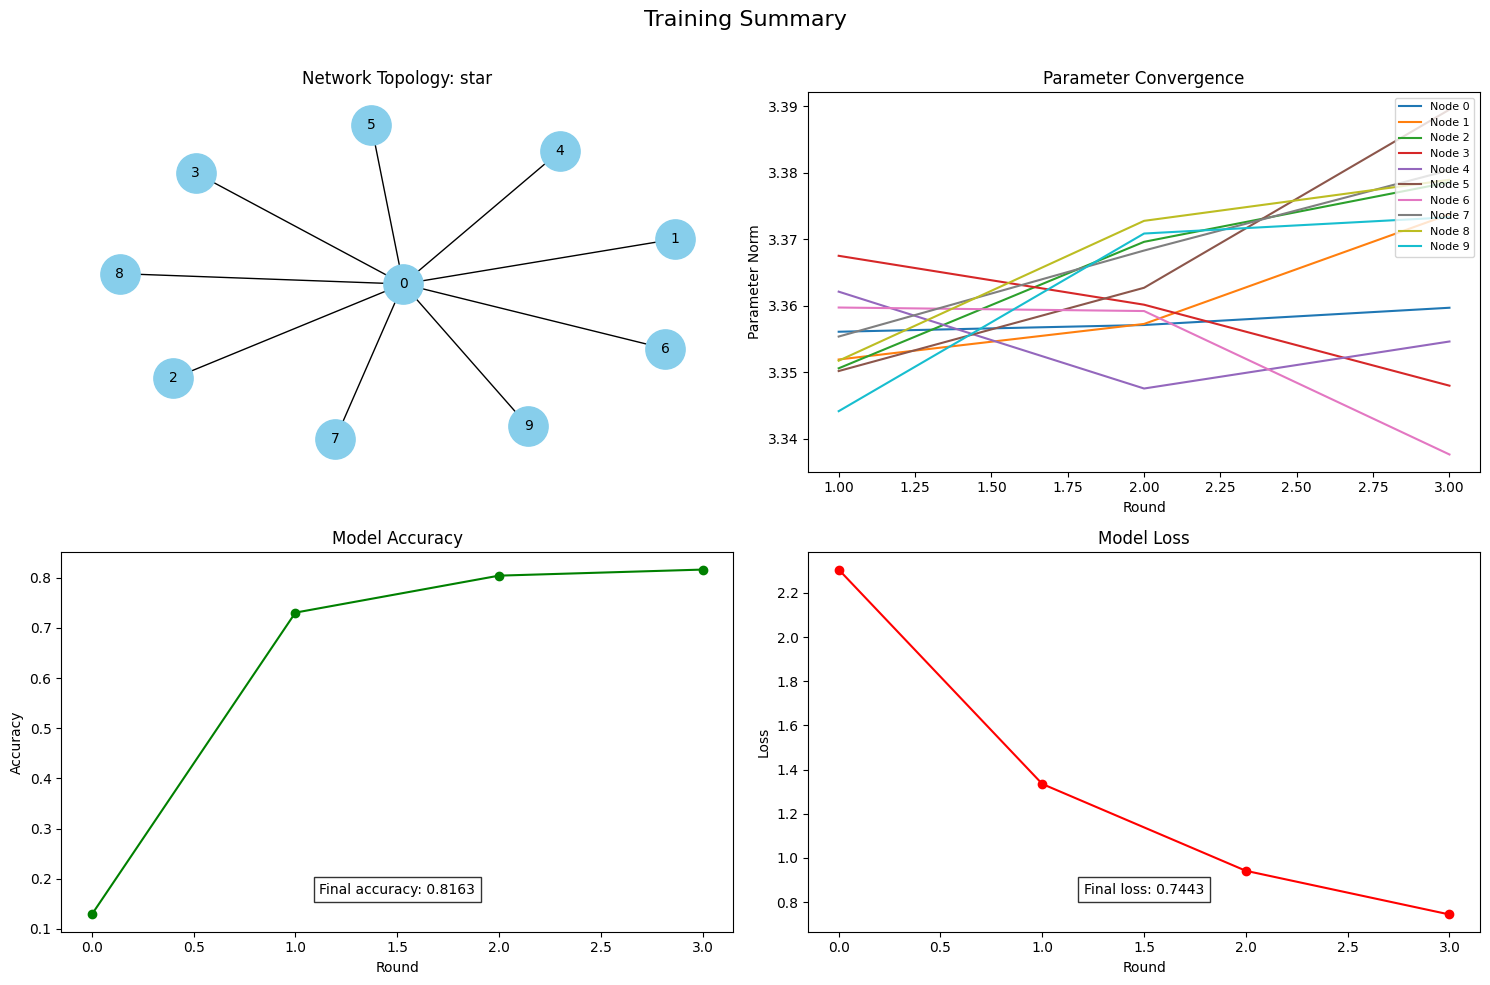 Training Summary
Network Topology: star
5
4
3
1
8
0
6
2
9
7
Parameter Convergence
3.39
3.38
3.37
3.36
3.35
3.34
Parameter Norm
Node 0
Node 1
Node 2
Node 3
Node 4
Node 5
Node 6
Node 7
Node 8
Node 9
1.00 1.25 1.50 1.75 2.00 2.25 2.50 2.75 3.00
Round
Model Accuracy
0.8
0.7
0.6
0.5
0.4
0.3
0.2
0.1
Accuracy
Final accuracy: 0.8163
0.0 0.5 1.0 1.5 2.0 2.5 3.0
Round
Model Loss
2.2
2.0
1.8
1.6
1.4
1.2
1.0
0.8
Loss
Final loss: 0.7443
0.0 0.5 1.0 1.5 2.0 2.5 3.0
Round